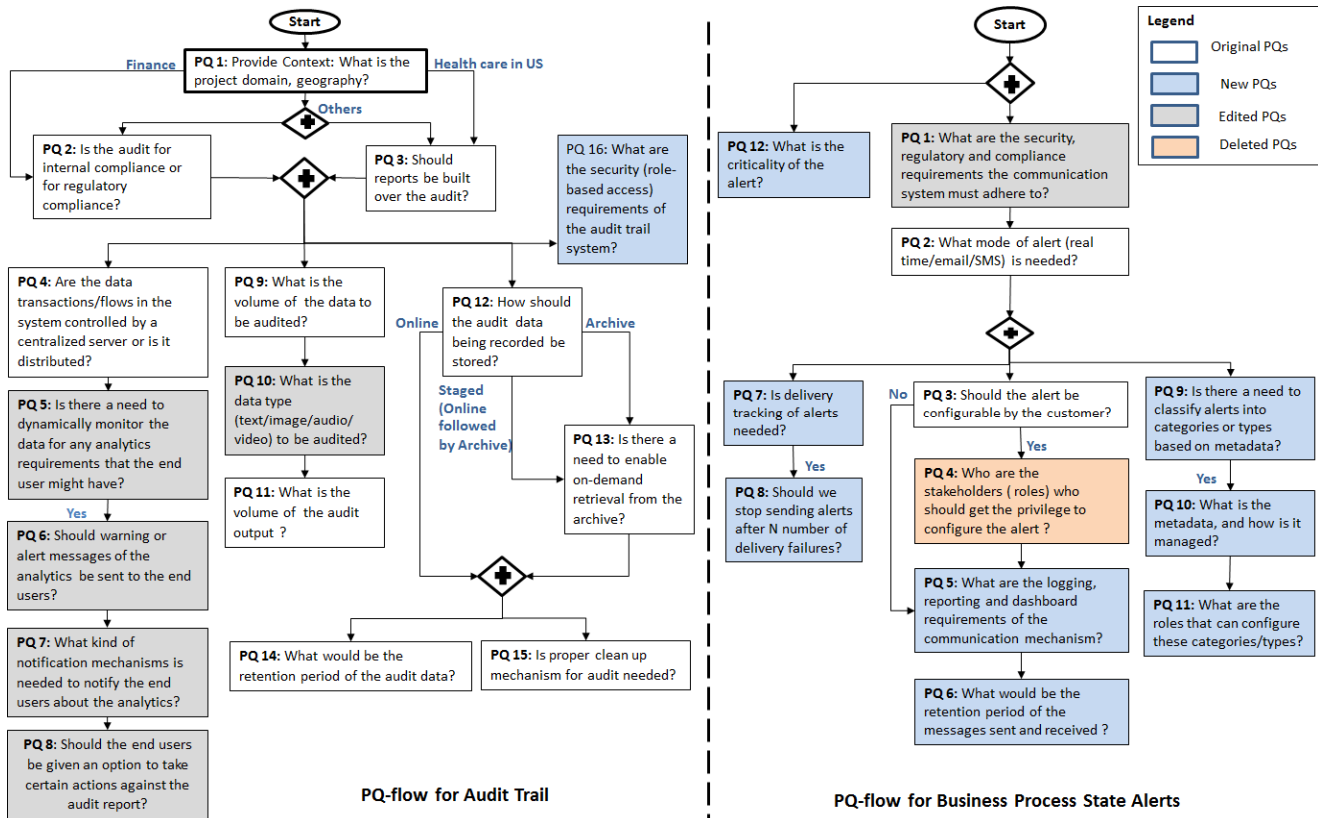 Start
PQ 1: Provide Context: What is the
project domain, geography?
Finance
Health care in US
Others
PQ 2: Is the audit for
internal compliance or
for regulatory
compliance?
PQ 3: Should
reports be built
over the audit?
PQ 16: What are
the security (role-
based access)
requirements of
the audit trail
system?
PQ 4: Are the data
transactions/flows in the
system controlled by a
centralized server or is it
distributed?
PQ 9: What is the
volume of the data to
be audited?
PQ 12: How should
the audit data
being recorded be
stored?
Online
Archive
Staged
(Online
followed
by Archive)
PQ 5: Is there a need to
dynamically monitor the
data for any analytics
requirements that the end
user might have?
PQ 10: What is the
data type
(text/image/audio/
video) to be audited?
PQ 13: Is there a
need to enable
on-demand
retrieval from the
archive?
Yes
PQ 11: What is the
volume of the audit
output ?
PQ 6: Should warning or
alert messages of the
analytics be sent to the end
users?
PQ 7: What kind of
notification mechanisms is
needed to notify the end
users about the analytics?
PQ 14: What would be the
retention period of the audit data?
PQ 15: Is proper clean up
mechanism for audit needed?
PQ 8: Should the end users
be given an option to take
certain actions against the
audit report?
PQ-flow for Audit Trail
Start
PQ 12: What is the
criticality of the
alert?
PQ 1: What are the security,
regulatory and compliance
requirements the communication
system must adhere to?
PQ 2: What mode of alert (real
time/email/SMS) is needed?
PQ 7: Is delivery
tracking of alerts
needed?
No
PQ 3: Should the alert be
configurable by the customer?
PQ 9: Is there a need to
classify alerts into
categories or types
based on metadata?
Yes
Yes
Yes
PQ 8: Should we
stop sending alerts
after N number of
delivery failures?
PQ 4: Who are the
stakeholders ( roles) who
should get the privilege to
configure the alert ?
PQ 10: What is the
metadata, and how is it
managed?
PQ 5: What are the logging,
reporting and dashboard
requirements of the
communication mechanism?
PQ 11: What are the
roles that can configure
these categories/types?
PQ 6: What would be the
retention period of the
messages sent and received ?
PQ-flow for Business Process State Alerts
Legend
Original PQs
New PQs
Edited PQs
Deleted PQs